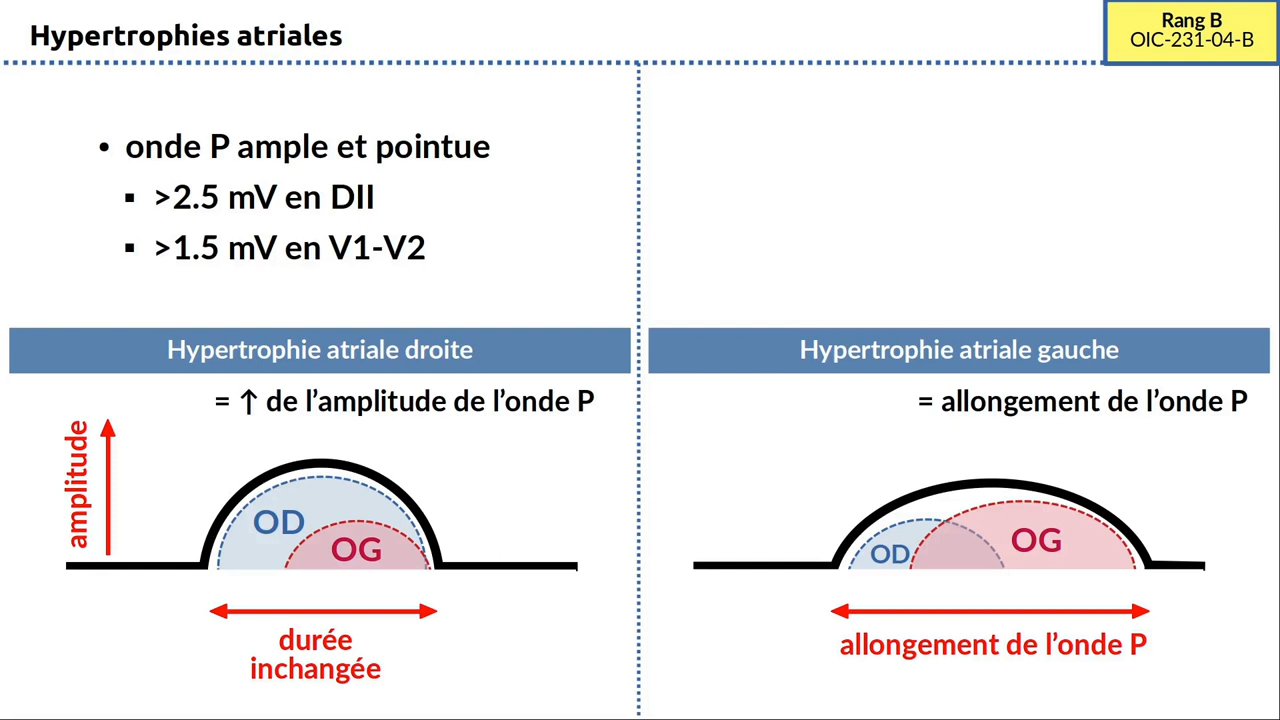 Hypertrophies atriales
Rang B
OIC-231-04-B
• onde P ample et pointue
▪ >2.5 mV en DII
▪ >1.5 mV en V1-V2
Hypertrophie atriale droite
= ↑ de l’amplitude de l’onde P
amplitude
OD
OG
durée
inchangée
Hypertrophie atriale gauche
= allongement de l’onde P
OD
OG
allongement de l’onde P